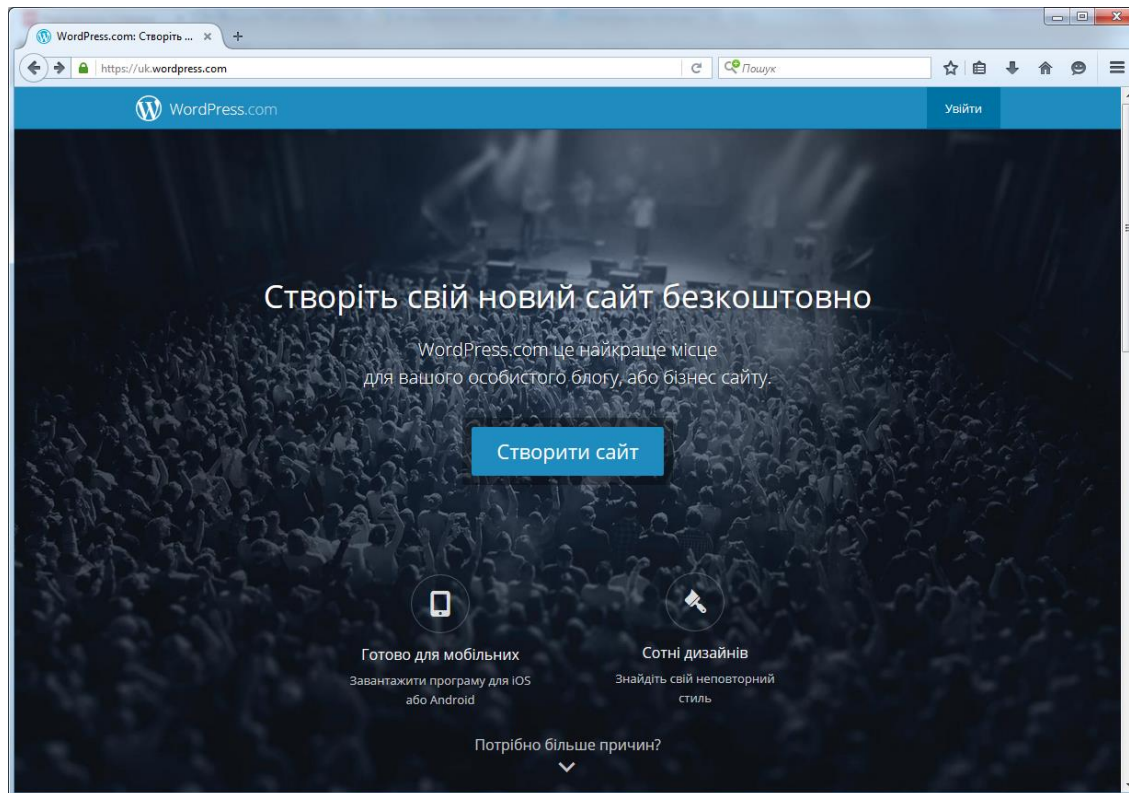 WordPress.com: Створіть ...
https://uk.wordpress.com
Пошук
WordPress.com
Увійти
Створіть свій новий сайт безкоштовно
WordPress.com це найкраще місце
для вашого особистого блогу, або бізнес сайту.
Створити сайт
Готово для мобільних
Завантажити програму для iOS
або Android
Сотні дизайнів
Знайдіть свій неповторний
стиль
Потрібно більше причин?